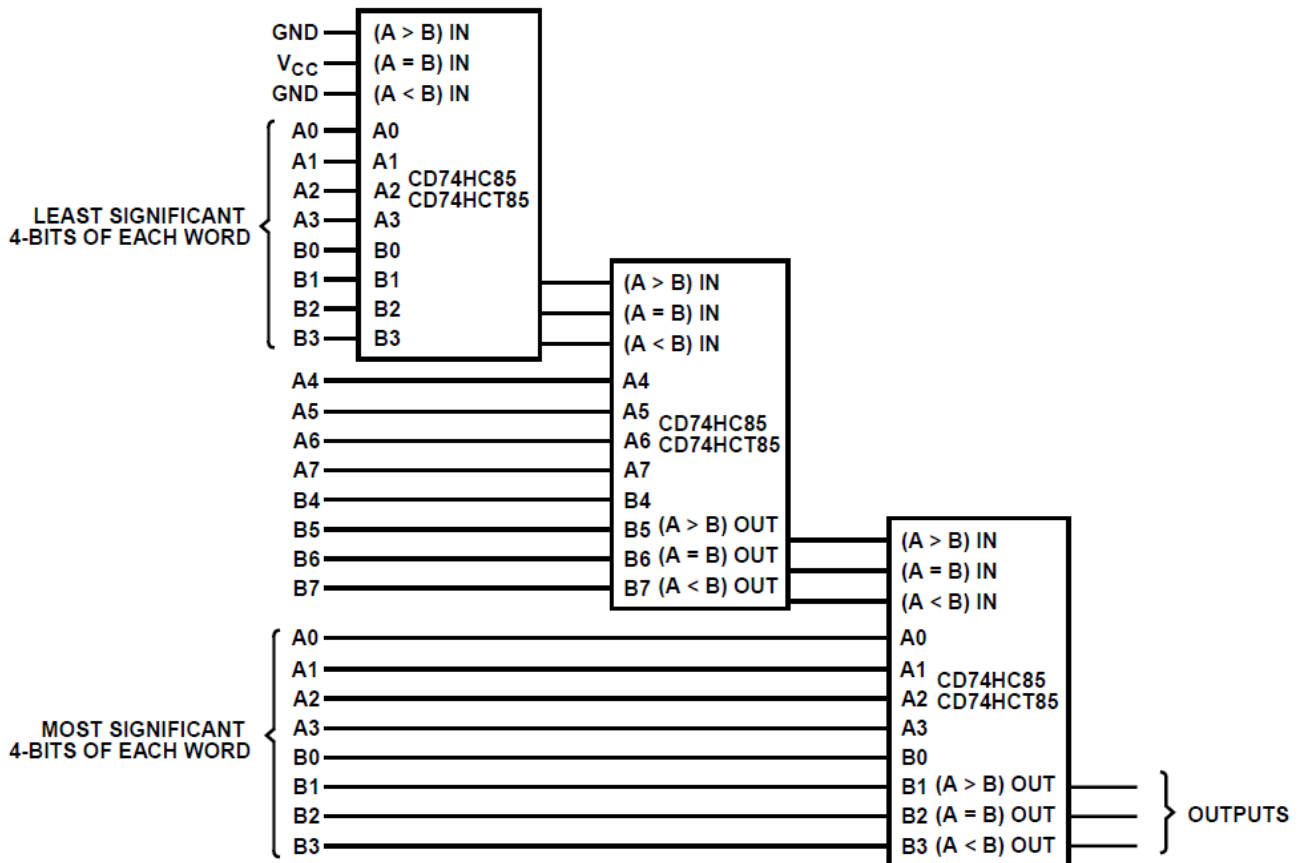 GND (A > B) IN
VCC (A = B) IN
GND (A < B) IN
A0 A0
A1 A1
CD74HC85
A2 A2
CD74HCT85
A3 A3
LEAST SIGNIFICANT
4-BITS OF EACH WORD
B0 B0
B1 B1
B2 B2
B3 B3
(A > B) IN
(A = B) IN
(A < B) IN
A4 A4
A5 A5
CD74HC85
A6 A6
CD74HCT85
A7 A7
B4 B4
B5 B5 (A > B) OUT
B6 B6 (A = B) OUT
B7 B7 (A < B) OUT
(A > B) IN
(A = B) IN
(A < B) IN
A0 A0
A1 A1
CD74HC85
A2 A2
CD74HCT85
A3 A3
MOST SIGNIFICANT
4-BITS OF EACH WORD
B0 B0
B1 B1 (A > B) OUT
B2 B2 (A = B) OUT
B3 B3 (A < B) OUT
OUTPUTS